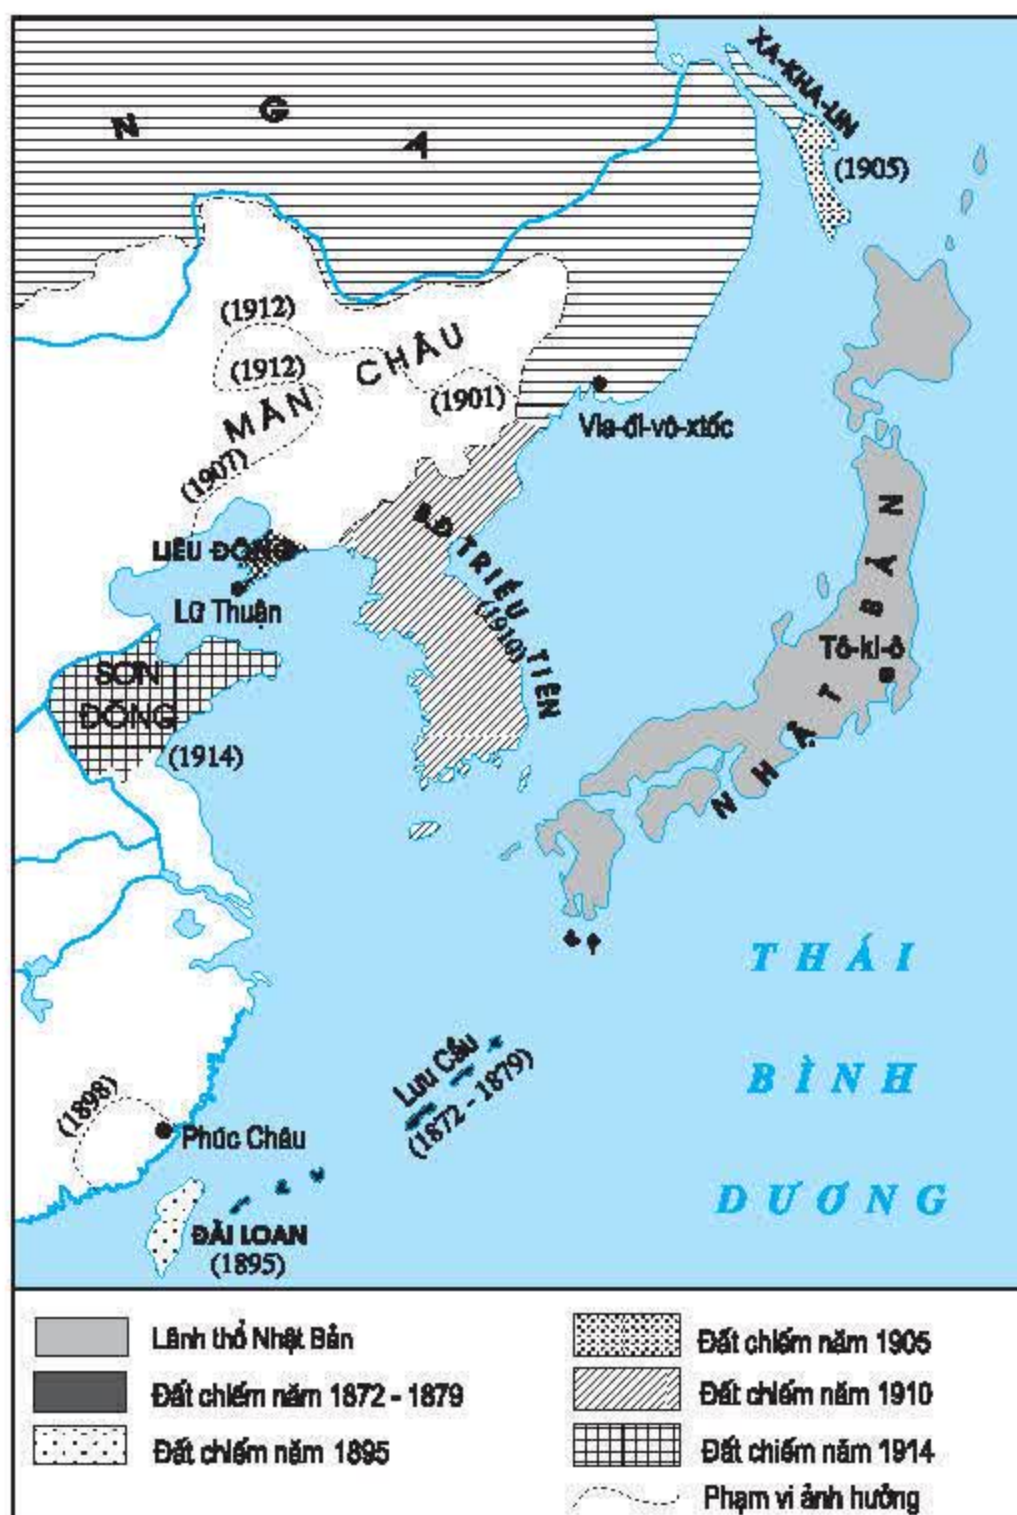 NGA
XA-KHA-LIN
(1905)
(1912)
(1912)
MÃN CHÂU
(1901)
(1907)
Vla-đi-vô-xtốc
LIÊU ĐÔNG
Lữ Thuận
B.Đ TRIỀU TIÊN
(1910)
NHẬT BẢN
Tô-ki-ô
SƠN
ĐÔNG
(1914)
THÁI
BÌNH
DƯƠNG
Lưu Cầu
(1872 - 1879)
(1898)
Phúc Châu
ĐÀI LOAN
(1895)
Lãnh thổ Nhật Bản
Đất chiếm năm 1872 - 1879
Đất chiếm năm 1895
Đất chiếm năm 1905
Đất chiếm năm 1910
Đất chiếm năm 1914
Phạm vi ảnh hưởng